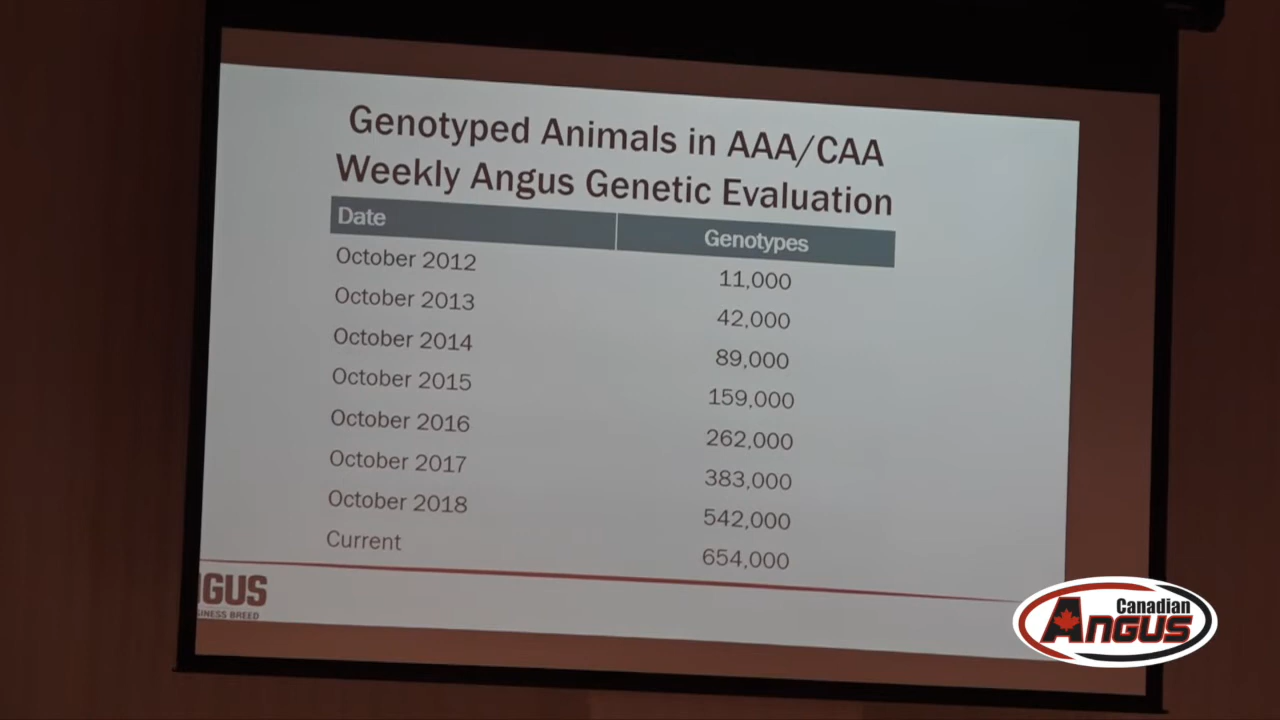 Genotyped Animals in AAA/CAA
Weekly Angus Genetic Evaluation
Date Genotypes
October 2012 11,000
October 2013 42,000
October 2014 89,000
October 2015 159,000
October 2016 262,000
October 2017 383,000
October 2018 542,000
Current 654,000
GUS
BREED
Canadian
Angus